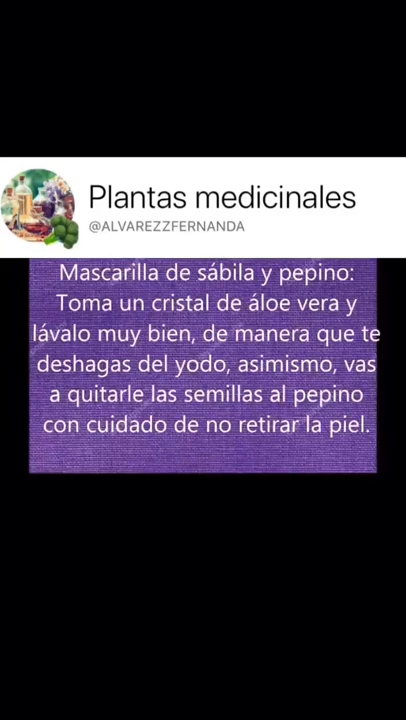 Plantas medicinales
@ALVAREZZFERNANDA
Mascarilla de sábila y pepino:
Toma un cristal de áloe vera y
lávalo muy bien, de manera que te
deshagas del yodo, asimismo, vas
a quitarle las semillas al pepino
con cuidado de no retirar la piel.